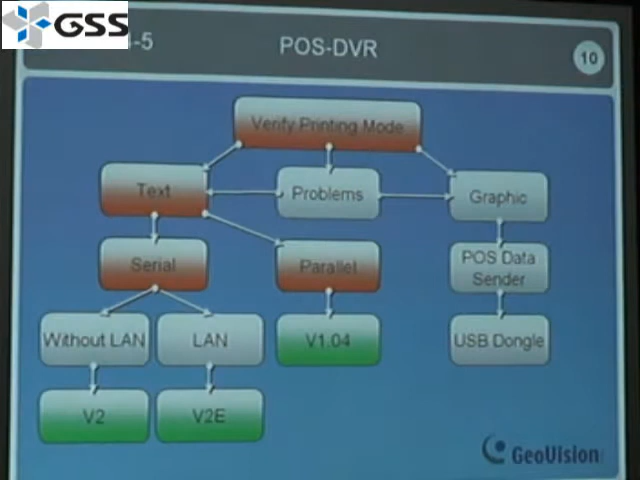 GSS
-5
POS-DVR
10
Verify Printing Mode
Text
Problems
Graphic
Serial
Parallel
POS Data
Sender
Without LAN
LAN
V1.04
USB Dongle
V2
V2E
GeoVision